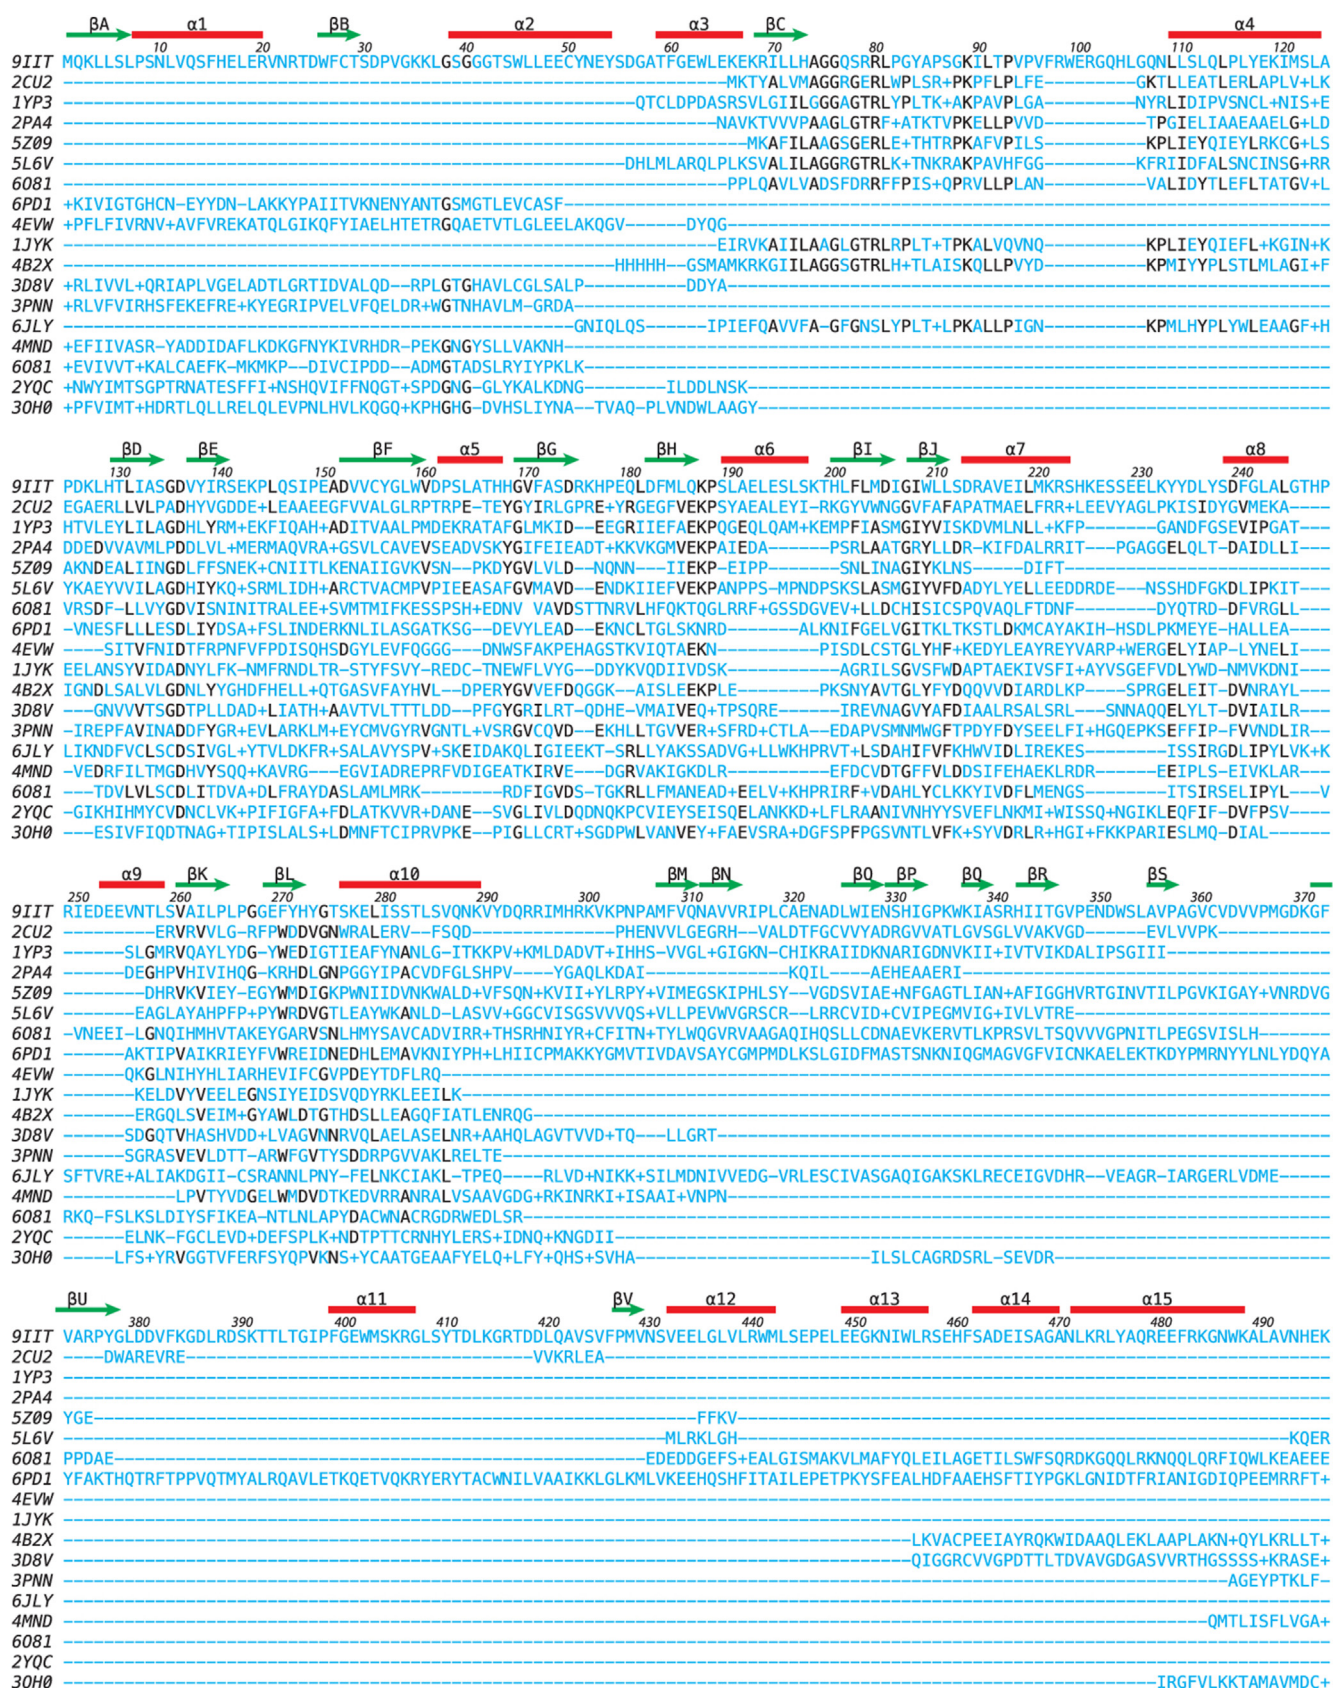 βA α1 βB α2 α3 βC α4
10 20 30 40 50 60 70 80 90 100 110 120
9IIT MQKLLSLPSNLVQSFHELERVNRTDWFCTSDPVGKKLGSGGGTSWLLEECYNEYSDGATFGEWLEKEKRILLHAGGQSRRLPGYAPSGKILTPVPVFRWERGQHLGQNLLSLQLPLYEKIMSLA
2CU2 -----------------------------------------------------------------MKTYALVMAGGRGERLWPLSR+PKPFLPLFE---------GKTLLEATLERLAPLV+LK
1YP3 --------------------------------------------------------QTCLDPDASRSVLGIILGGGAGTRLYPLTK+AKPAVPLGA---------NYRLIDIPVSNCL+NIS+E
2PA4 ----------------------------------------------------------------NAVKTVVVPAAGLGTRF+ATKTVPKELLPVVD----------TPGIELIAAEAAELG+LD
5Z09 -------------------------------------------------------------------MKAFILAAGSGERLE+THTRPKAFVPILS----------KPLIEYQIEYLRKCG+LS
5L6V -------------------------------------------------------DHLMLARQLPLKSVALILAGGRGTRLK+TNKRAKPAVHFGG---------KFRIIDFALSNCINSG+RR
6O81 -----------------------------------------------------------------PPLQAVLVADSFDRRFFPIS+QPRVLLPLAN----------VALIDYTLEFLTATGV+L
6PD1 +KIVIGTGHCN-EYYDN-LAKKYPAIITVKNENYANTGSMGTLEVCASF---------------------------------------------------------------------------
4EVW +PFLFIVRNV+AVFVREKATQLGIKQFYIAELHTETRGQAETVTLGLEELAKQGV------DYQG-----------------------------------------------------------
1JYK ----------------------------------------------------------------EIRVKAIILAAGLGTRLRPLT+TPKALVQVNQ----------KPLIEYQIEFL+KGIN+K
4B2X ------------------------------------------------------HHHHH--GSMAMKRKGIILAGGSGTRLH+TLAISKQLLPVYD----------KPMIYYPLSTLMLAGI+F
3D8V +RLIVVL+QRIAPLVGELADTLGRTIDVALQD--RPLGTGHAVLCGLSALP----------DDYA-----------------------------------------------------------
3PNN +RLVFVIRHSFEKEFRE+KYEGRIPVELVFQELDR+WGTNHAVLM-GRDA--------------------------------------------------------------------------
6JLY --------------------------------------------------GNIQLQS------IPIEFQAVVFA-GFGNSLYPLT+LPKALLPIGN----------KPMLHYPLYWLEAAGF+H
4MND +EFIIVASR-YADDIDAFLKDKGFNYKIVRHDR-PEKGNGYSLLVAKNH---------------------------------------------------------------------------
6O81 +EVIVVT+KALCAEFK-MKMKP--DIVCIPDD--ADMGTADSLRYIYPKLK-------------------------------------------------------------------------
2YQC +NWYIMTSGPTRNATESFFI+NSHQVIFFNQGT+SPDGNG-GLYKALKDNG--------ILDDLNSK---------------------------------------------------------
3OH0 +PFVIMT+HDRTLQLLRELQLEVPNLHVLKQGQ+KPHGHG-DVHSLIYNA--TVAQ-PLVNDWLAAGY--------------------------------------------------------
βD βE βF α5 βG βH α6 βI βJ α7 α8
130 140 150 160 170 180 190 200 210 220 230 240
9IIT PDKLHTLIASGDVYIRSEKPLQSIPEADVVCYGLWVDPSLATHHGVFASDRKHPEQLDFMLQKPSLAELESLSKTHLFLMDIGIWLLSDRAVEILMKRSHKESSEELKYYDLYSDFGLALGTHP
2CU2 EGAERLLVLPADHYVGDDE+LEAAEEGFVVALGLRPTRPE-TEYGYIRLGPRE+YRGEGFVEKPSYAEALEYI-RKGYVWNGGVFAFAPATMAELFRR+LEEVYAGLPKISIDYGVMEKA----
1YP3 HTVLEYLILAGDHLYRM+EKFIQAH+ADITVAALPMDEKRATAFGLMKID--EEGRIIEFAEKPQGEQLQAM+KEMPFIASMGIYVISKDVMLNLL+KFP-------GANDFGSEVIPGAT---
2PA4 DDEDVVAVMLPDDLVL+MERMAQVRA+GSVLCAVEVSEADVSKYGIFEIEADT+KKVKGMVEKPAIEDA------PSRLAATGRYLLDR-KIFDALRRIT---PGAGGELQLT-DAIDLLI---
5Z09 AKNDEALIINGDLFFSNEK+CNIITLKENAIIGVKVSN--PKDYGVLVLD--NQNN--IIEEKP-EIPP------SNLINAGIYKLNS-----DIFT---------------------------
5L6V YKAEYVVILAGDHIYKQ+SRMLIDH+ARCTVACMPVPIEEASAFGVMAVD--ENDKIIEFVEKPANPPS-MPNDPSKSLASMGIYVFDADYLYELLEEDDRDE----NSSHDFGKDLIPKIT--
6O81 VRSDF-LLVYGDVISNINITRALEE+SVMTMIFKESSPSH+EDNV VAVDSTTNRVLHFQKTQGLRRF+GSSDGVEV+LLDCHISICSPQVAQLFTDNF--------DYQTRD-DFVRGLL---
6PD1 -VNESFLLLESDLIYDSA+FSLINDERKNLILASGATKSG--DEVYLEAD--EKNCLTGLSKNRD-------ALKNIFGELVGITKLTKSTLDKMCAYAKIH-HSDLPKMEYE-HALLEA----
4EVW ----SITVFNIDTFRPNFVFPDISQHSDGYLEVFQGGG---DNWSFAKPEHAGSTKVIQTAEKN-------PISDLCSTGLYHF+KEDYLEAYREYVARP+WERGELYIAP-LYNELI------
1JYK EELANSYVIDADNYLFK-NMFRNDLTR-STYFSVY-REDC-TNEWFLVYG--DDYKVQDIIVDSK-------AGRILSGVSFWDAPTAEKIVSFI+AYVSGEFVDLYWD-NMVKDNI-------
4B2X IGNDLSALVLGDNLYYGHDFHELL+QTGASVFAYHVL--DPERYGVVEFDQGGK--AISLEEKPLE------PKSNYAVTGLYFYDQQVVDIARDLKP-----SPRGELEIT-DVNRAYL----
3D8V ---GNVVVTSGDTPLLDAD+LIATH+AAVTVLTTTLDD--PFGYGRILRT-QDHE-VMAIVEQ+TPSQRE-----IREVNAGVYAFDIAALRSALSRL---SNNAQQELYLT-DVIAILR----
3PNN -IREPFAVINADDFYGR+EVLARKLM+EYCMVGYRVGNTL+VSRGVCQVD--EKHLLTGVVER+SFRD+CTLA--EDAPVSMNMWGFTPDYFDYSEELFI+HGQEPKSEFFIP-FVVNDLIR--
6JLY LIKNDFVCLSCDSIVGL+YTVLDKFR+SALAVYSPV+SKEIDAKQLIGIEEKT-SRLLYAKSSADVG+LLWKHPRVT+LSDAHIFVFKHWVIDLIREKES------ISSIRGDLIPYLVK+K
4MND -VEDRFILTMGDHVYSQQ+KAVRG---EGVIADREPRFVDIGEATKIRVE---DGRVAKIGKDLR--------EFDCVDTGFFVLDDSIFEHAEKLRDR------EEIPLS-EIVKLAR----
6O81 ---TDVLVLSCDLITDVA+DLFRAYDASLAMLMRK--------RDFIGVDS-TGKRLLFMANEAD+EELV+KHPRIRF+VDAHLYCLKKYIVDFLMENGS-------ITSIRSELIPYL---V
2YQC -GIKHIHMYCVDNCLVK+PIFIGFA+FDLATKVVR+DANE---SVGLIVLDQDNQKPCVIEYSEISQELANKKD+LFLRAANIVNHYYSVEFLNKMI+WISSQ+NGIKLEQFIF-DVFPSV---
3OH0 ---ESIVFIQDTNAG+TIPISLALS+LDMNFTCIPRVPKE--PIGLLCRT+SGDPWLVANVEY+FAEVSRA+DGFSPFPGSVNTLVFK+SYVDRLR+HGI+FKKPARIESLMQ-DIAL------
α9 βK βL α10 βM βN βQ βP βQ βR βS
250 260 270 280 290 300 310 320 330 340 350 360 370
9IIT RIEDEEVNTLSVAILPLPGGEFYHYGTSKELISSTLSVQNKVYDQRRIMHRKVKPNPAMFVQNAVVRIPLCAENADLWIENSHIGPKWKIASRHIITGVPENDWSLAVPAGVCVDVVPMGDKGF
2CU2 ---------ERVRVVLG-RFPWDDVGNWRALERV---FSQD-----------PHENVVLGEGRH---VALDTFGCVVYADRGVVATLGVSGLVVAKVGD------EVLVVPK-----------
1YP3 ------SLGMRVQAYLYDG-YWEDIGTIEAFYNANLG-ITKKPV+KMLDADVT+IHHS-VVGL+GIGKN+CHIKRAIIDKNARIGDNVKII+IVTVIKDALIPSGIII----------------
2PA4 -------DEGHPVHIVIHQG-KRHDLGNPGGYIPACVDFGLSHPV----YGAQLKDAI--------------KQIL-----AEHEAAERI----------------------------------
5Z09 --------DHRVKVIEY-EGYWMDIGKPWNIIDVNKWALD+VFSQN+KVII+YLRPY+VIMEGSKIPHLSY--VGDSVIAE+NFGAGTLIAN+AFIGGHVRTGINVTILPGVKIGAY+VNRDVG
5L6V -------EAGLAYAHPFP+PYWRDVGTLEAYWKANLD-LASVV+GGCVISGSVVVQS+VLLPEVWVGRSCR-LRRCVID+CVIPEGMVIG+IVLVTRE-------------------------
6O81 -VNEEI-LGNQIHMHVTAKEYGARVSNLHMYSAVCADVIRR+THSRHNIYR+CFITN+TYLWQGVRVAAGAQIHQSLLCDNAEVKERVTLKPRSVLTSQVVVGPNITLPEGSVISLH-------
6PD1 ------AKTIPVAIKRIEYFVWREIDNEDHLEMAVKNIYPH+LHIICPMAKKYGMVTIVDAVSAYCGMPMDLKSLGIDFMASTSNKNIQGMAGVGFVICNKAELEKTKDYPMRNYYLNLYDQYA
4EVW ------QKGLNIHYHLIARHEVIFCGVPDEYTDFLRQ---------------------------------------------------------------------------------------
1JYK -------KELDVYVEELEGNSIYEIDSVQDYRKLEEILK-------------------------------------------------------------------------------------
4B2X -------ERGQLSVEIM+GYAWLDTGTHDSLLEAGQFIATLENRQG------------------------------------------------------------------------------
3D8V ------SDGQTVHASHVDD+LVAGVNNRVQLAELASELNR+AAHQLAGTVVD+TQ---LLGRT------------------------------------------------------------
3PNN ------SGRASVEVLDTT-ARWFGVTYSDDRPGVVAKLRELTE---------------------------------------------------------------------------------
6JLY SFTVRE+ALIAKDGII-CSRANNLPNY-FELNKCIAKL-TPEQ----RLVD+NIKK+SILMDNIVVEDG-VRLESCIVASGAQIGAKSKLRECEIGVDHR--VEAGR-IARGERLVDME-----
4MND -----------LPVTYVDGELWMDVDTKEDVRRANRALVSAAVGDG+RKINRKI+ISAAI+VNPN-----------------------------------------------------------
6O81 RKQ-FSLKSLDIYSFIKEA-NTLNLAPYDACWNACRGDRWEDLSR-------------------------------------------------------------------------------
2YQC ------ELNK-FGCLEVD+DEFSPLK+NDTPTTCRNHYLERS+IDNQ+KNGDII----------------------------------------------------------------------
3OH0 -----LFS+YRVGGTVFERFSYQPVKNS+YCAATGEAAFYELQ+LFY+QHS+SVHA-----------------------ILSLCAGRDSRL-SEVDR---------------------------
βU α11 βV α12 α13 α14 α15
380 390 400 410 420 430 440 450 460 470 480 490
9IIT VARPYGLDDVFKGDLRDSKTTLTGIPFGEWMSKRGLSYTDLKGRTDDLQAVSVFPMVNSVEELGLVLRWMLSEPELEEGKNIWLRSEHFSADEISAGANLKRLYAQREEFRKGNWKALAVNHEK
2CU2 ----DWAREVRE----------------------------------VVKRLEA-----------------------------------------------------------------------
1YP3 ----------------------------------------------------------------------------------------------------------------------------
2PA4 ----------------------------------------------------------------------------------------------------------------------------
5Z09 YGE-----------------------------------------------------------FFKV----------------------------------------------------------
5L6V -----------------------------------------------------------MLRKLGH------------------------------------------------------KQER
6O81 PPDAE----------------------------------------------------EDEDDGEFS+EALGISMAKVLMAFYQLEILAGETILSWFSQRDKGQQLRKNQQLQRFIQWLKEAEEE
6PD1 YFAKTHQTRFTPPVQTMYALRQAVLETKQETVQKRYERYTACWNILVAAIKKLGLKMLVKEEHQSHFITAILEPETPKYSFEALHDFAAEHSFTIYPGKLGNIDTFRIANIGDIQPEEMRRFT+
4EVW ----------------------------------------------------------------------------------------------------------------------------
1JYK ----------------------------------------------------------------------------------------------------------------------------
4B2X -----------------------------------------------------------------------------------LKVACPEEIAYRQKWIDAAQLEKLAAPLAKN+QYLKRLLT+
3D8V -----------------------------------------------------------------------------------QIGGRCVVGPDTTLTDVAVGDGASVVRTHGSSSS+KRASE+
3PNN ------------------------------------------------------------------------------------------------------------------AGEYPTKLF-
6JLY ----------------------------------------------------------------------------------------------------------------------------
4MND ----------------------------------------------------------------------------------------------------------------QMTLISFLVGA+
6O81 ----------------------------------------------------------------------------------------------------------------------------
2YQC ----------------------------------------------------------------------------------------------------------------------------
3OH0 -----------------------------------------------------------------------------------------------------------IRGFVLKKTAMAVMDC+